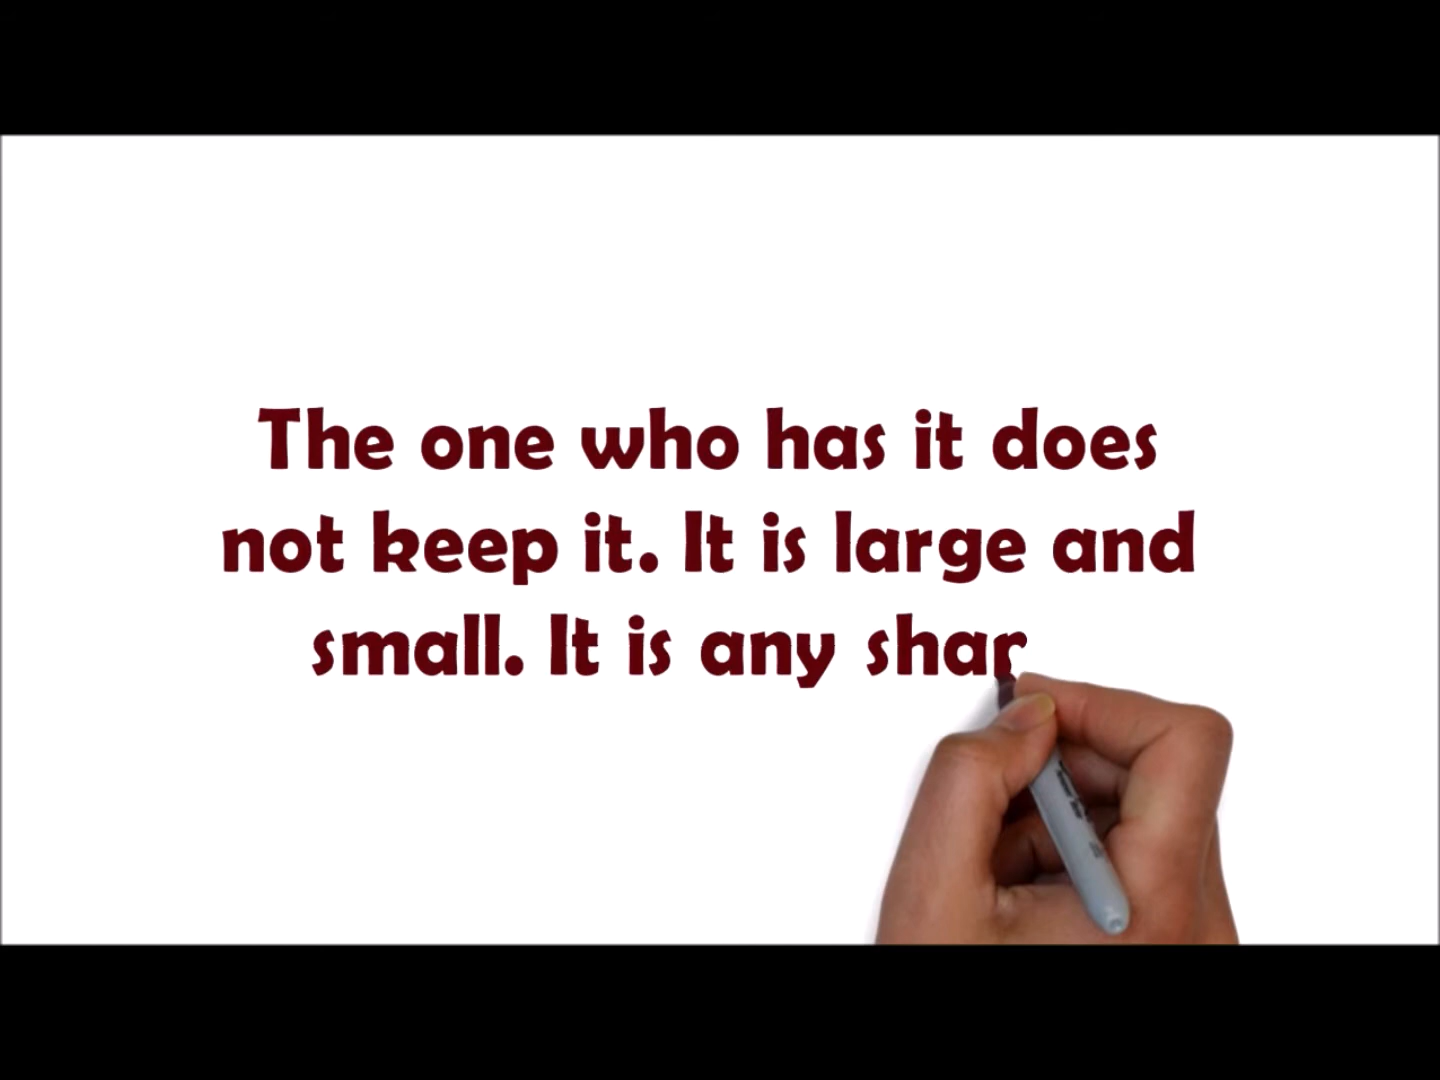 The one who has it does
not keep it. It is large and
small. It is any shar